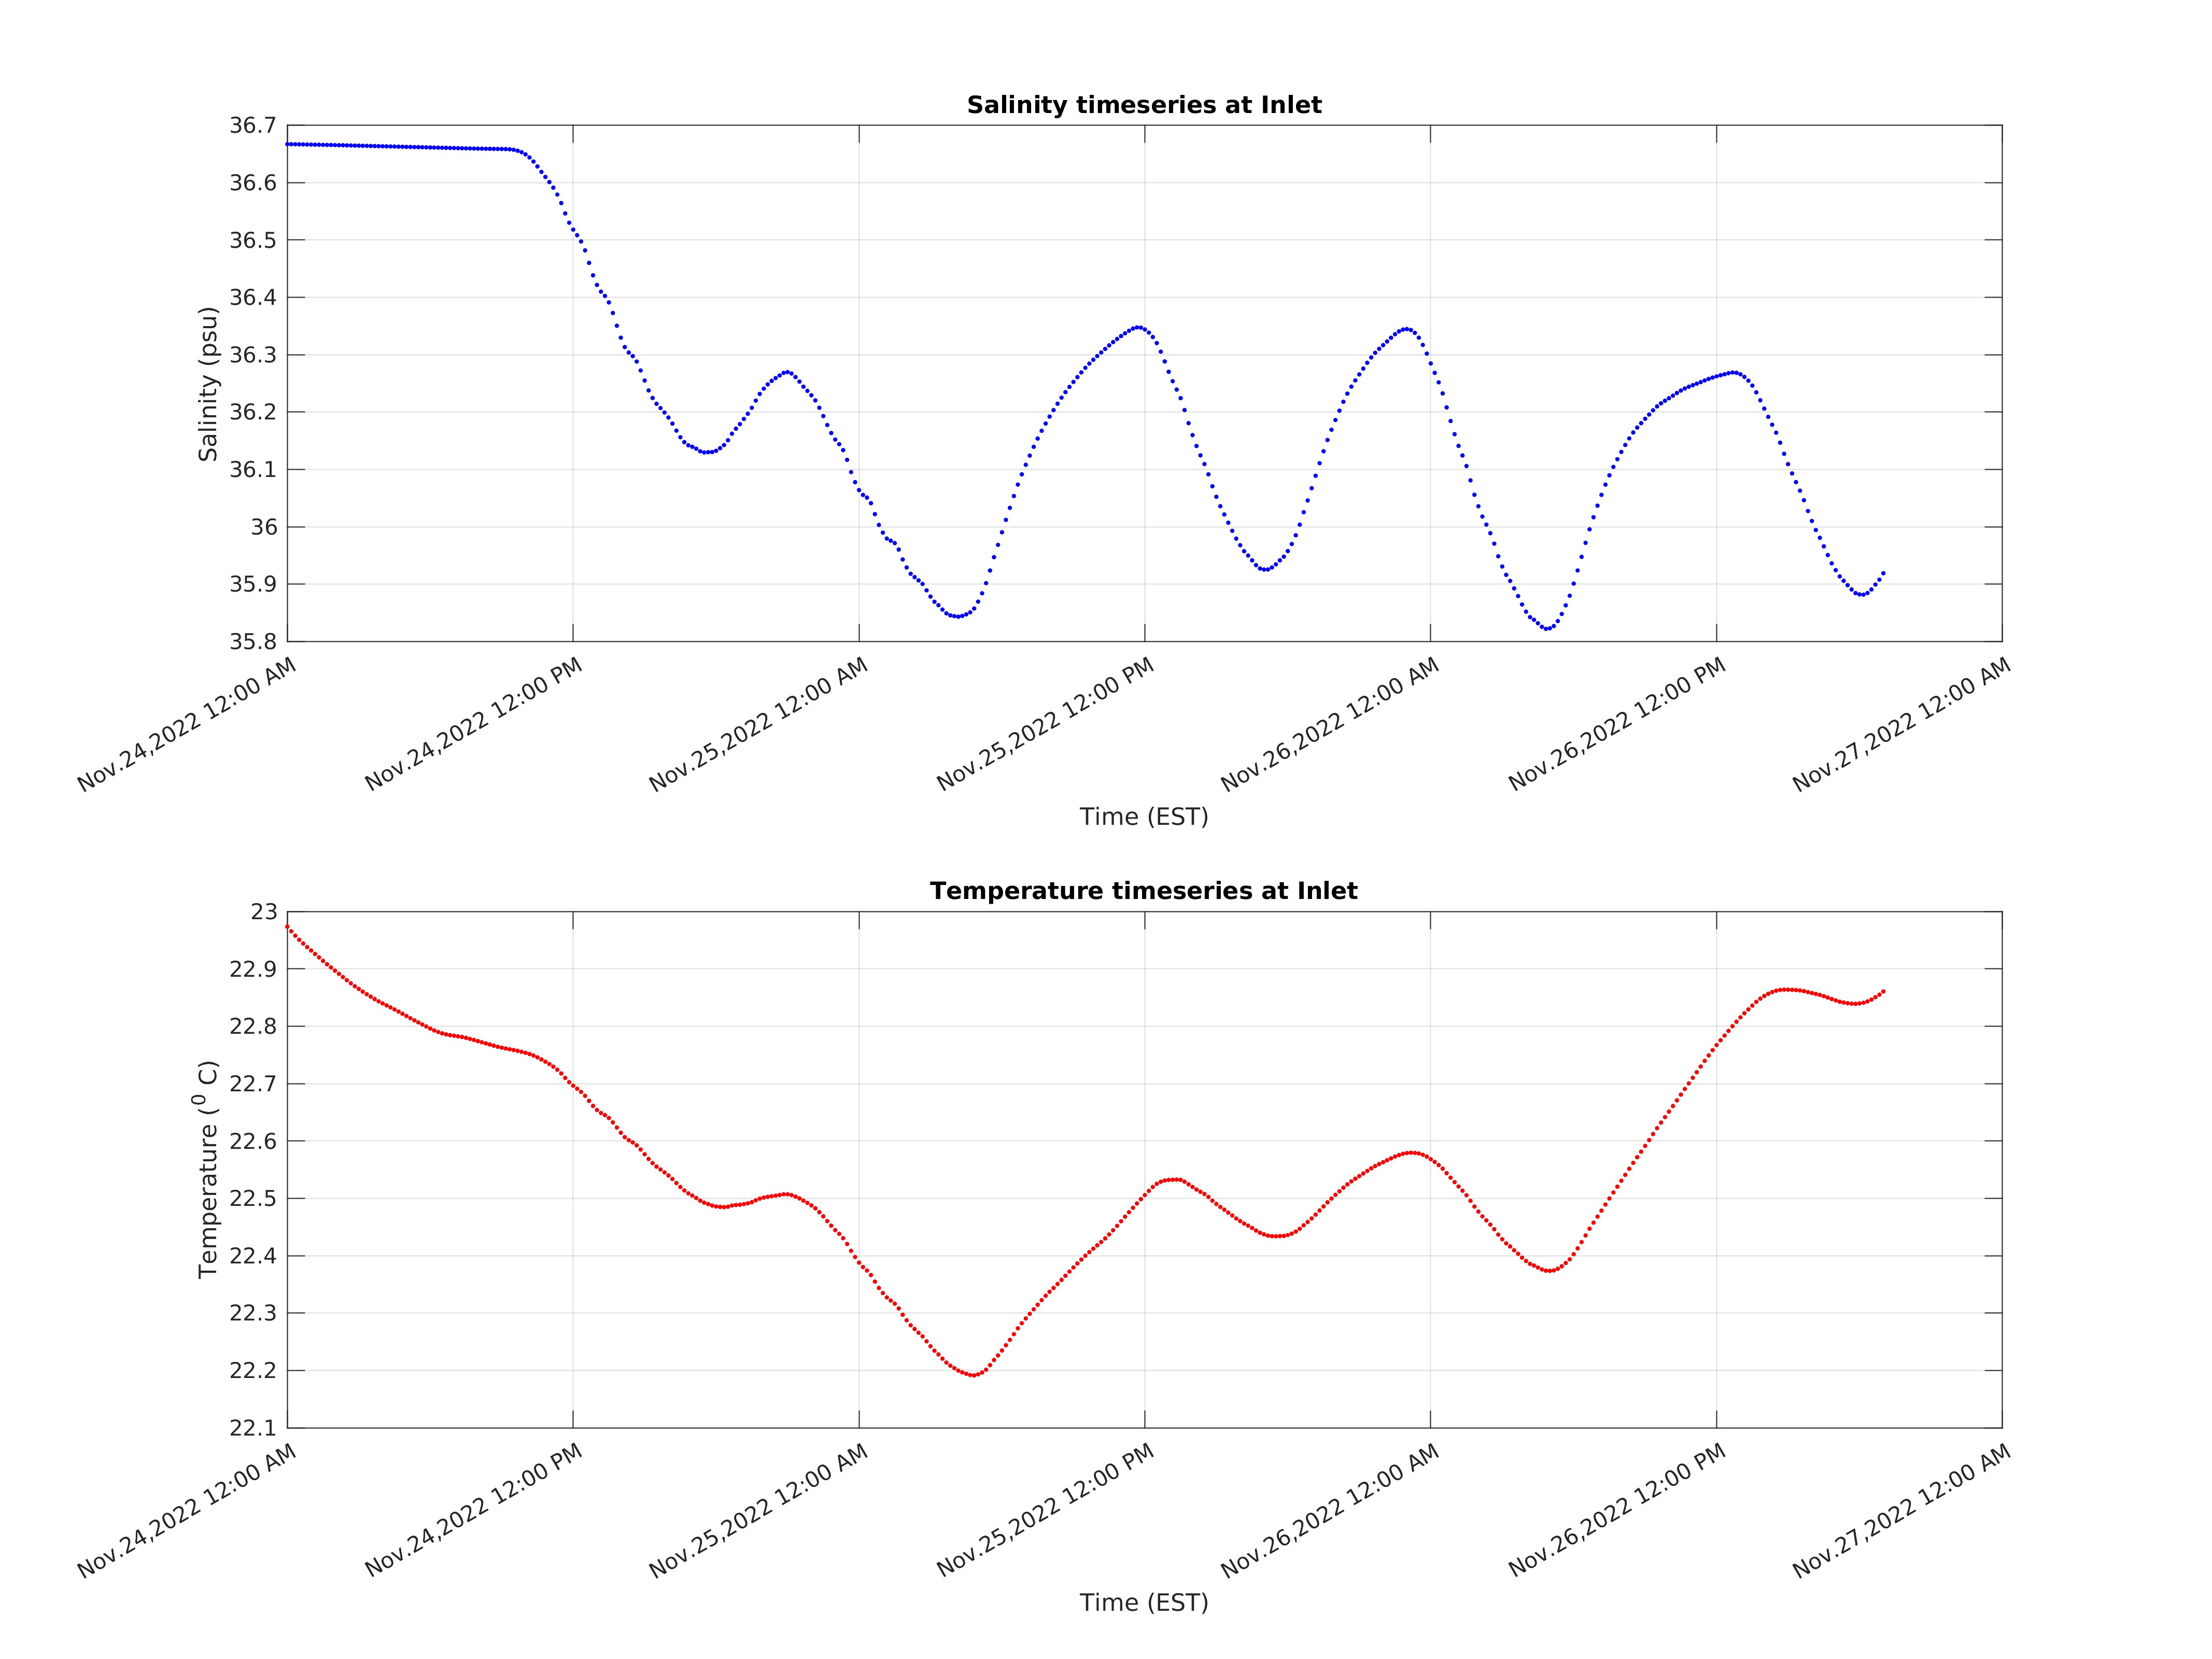 Salinity timeseries at Inlet
36.7
36.6
36.5
36.4
36.3
36.2
36.1
36
35.9
35.8
Salinity (psu)
Nov.24,2022 12:00 AM
Nov.24,2022 12:00 PM
Nov.25,2022 12:00 AM
Nov.25,2022 12:00 PM
Nov.26,2022 12:00 AM
Nov.26,2022 12:00 PM
Nov.27,2022 12:00 AM
Time (EST)
Temperature timeseries at Inlet
23
22.9
22.8
22.7
22.6
22.5
22.4
22.3
22.2
22.1
Temperature (⁰ C)
Nov.24,2022 12:00 AM
Nov.24,2022 12:00 PM
Nov.25,2022 12:00 AM
Nov.25,2022 12:00 PM
Nov.26,2022 12:00 AM
Nov.26,2022 12:00 PM
Nov.27,2022 12:00 AM
Time (EST)